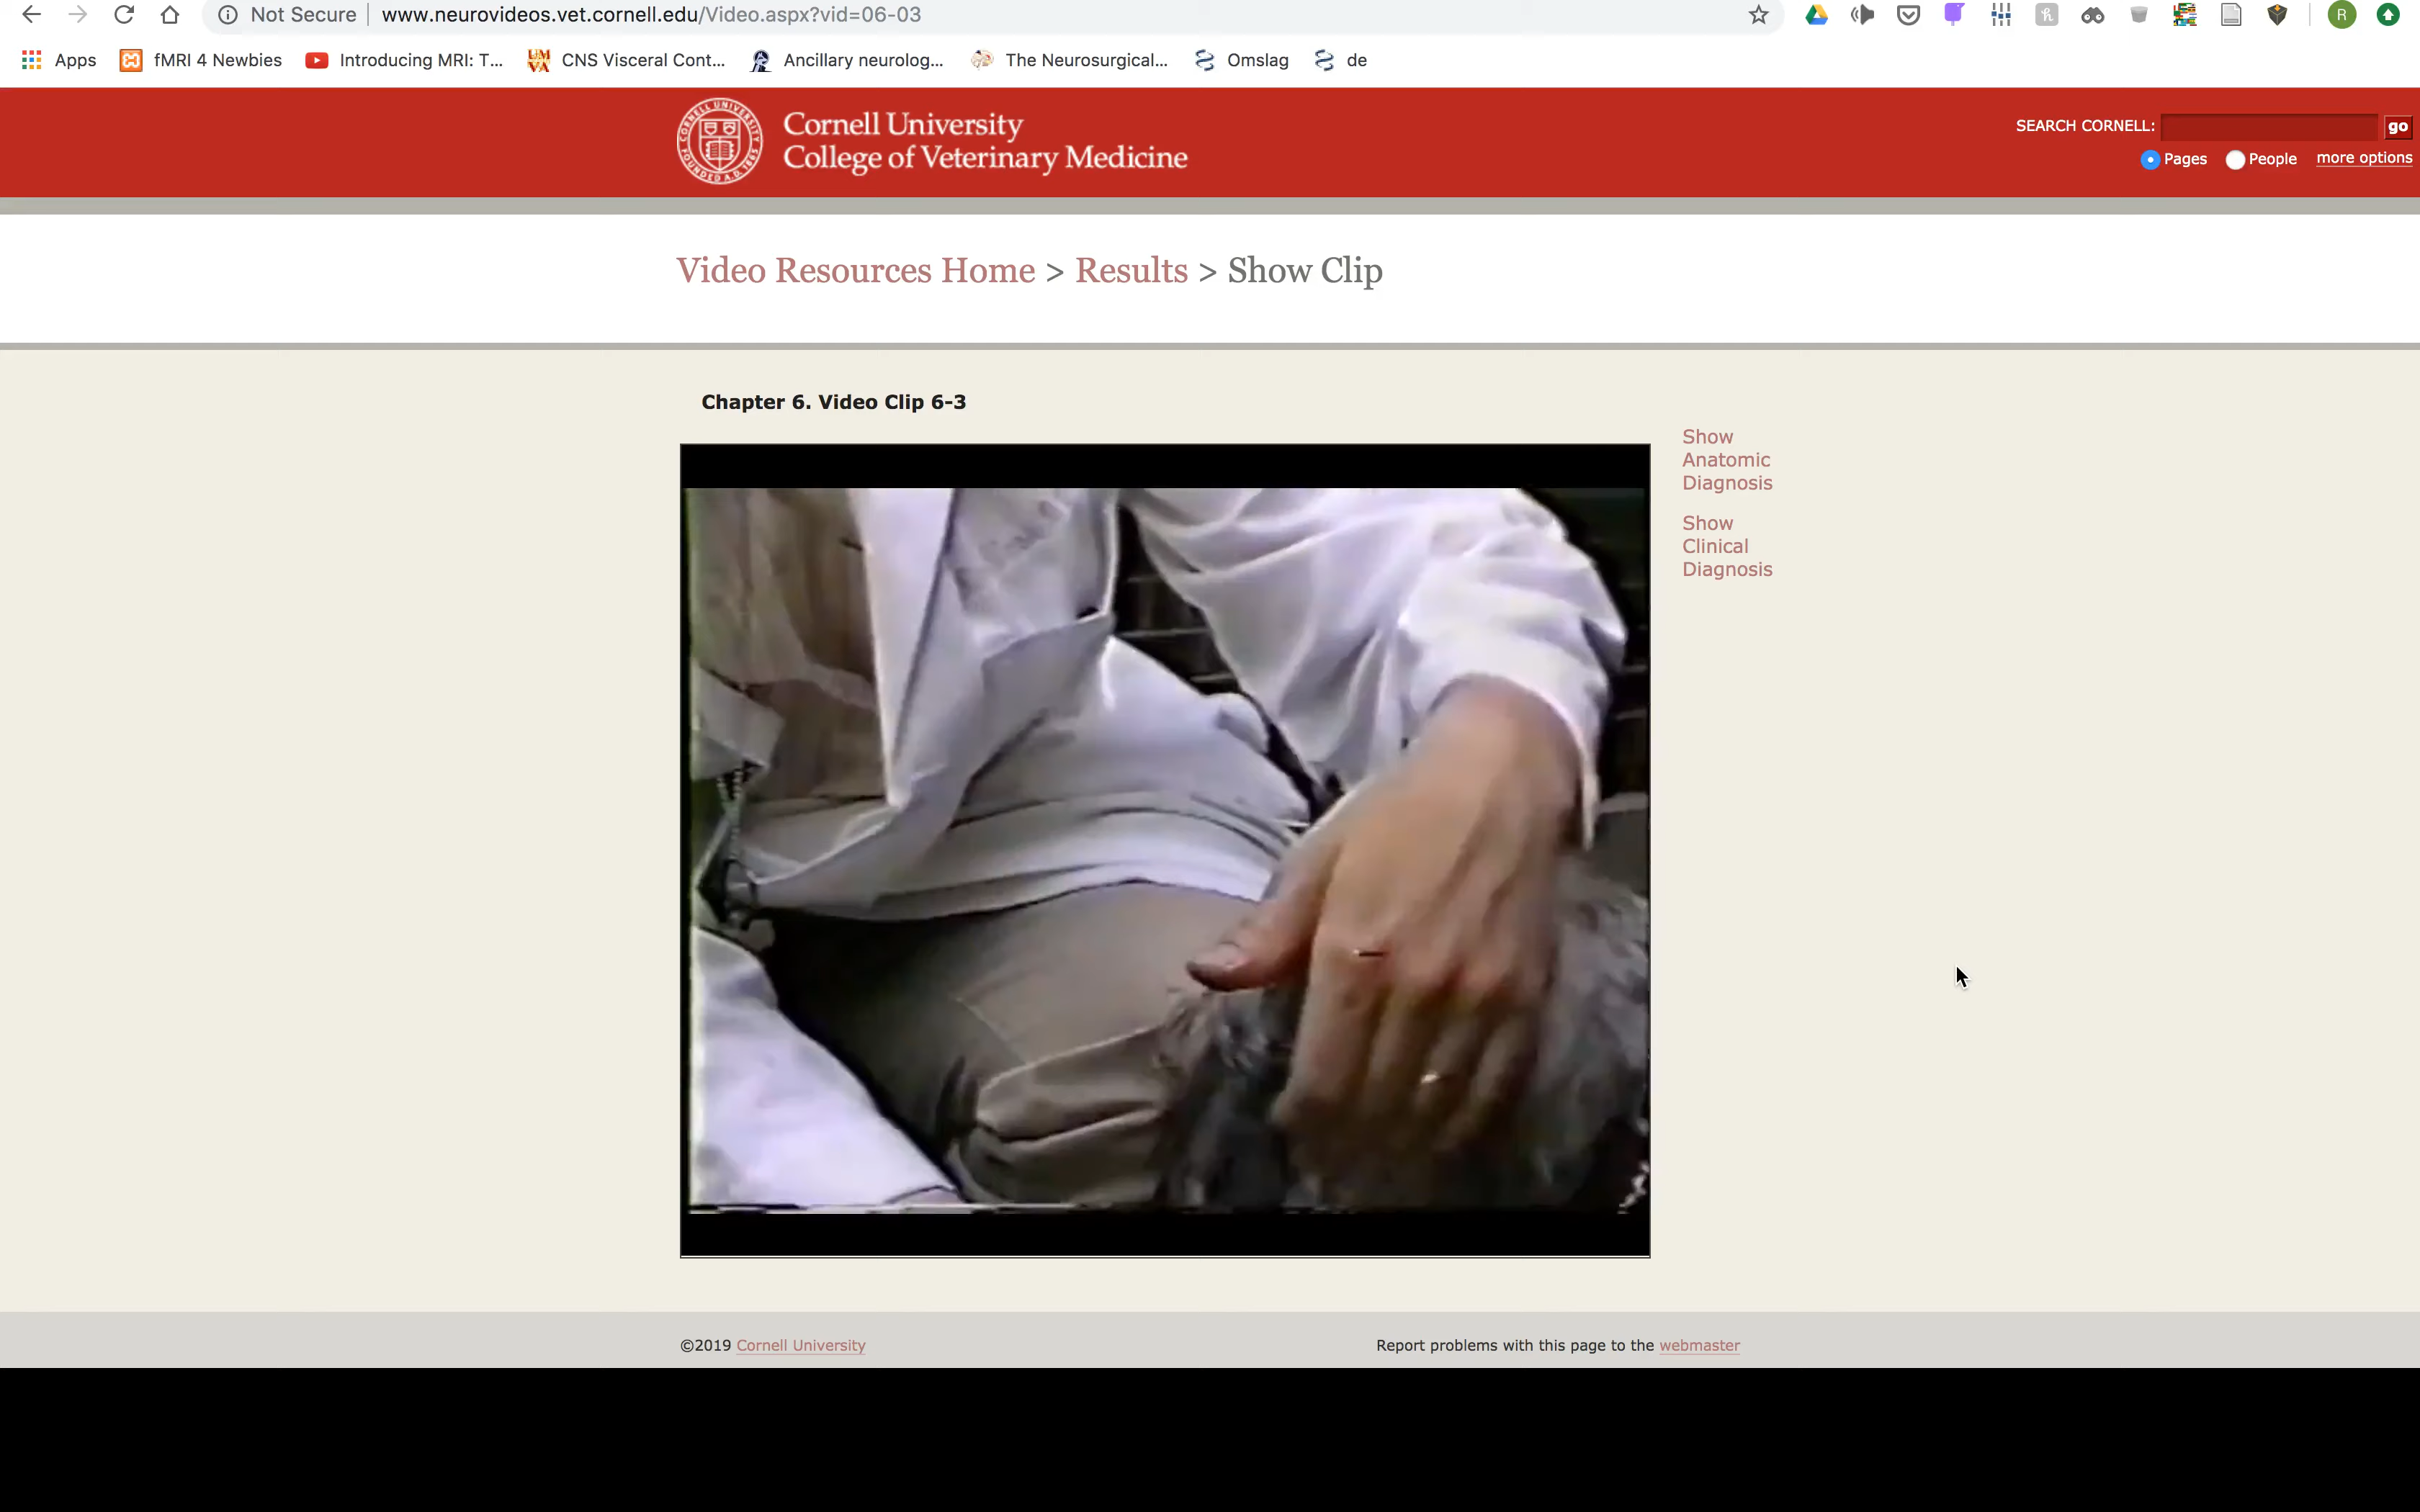 Not Secure | www.neurovideos.vet.cornell.edu/Video.aspx?vid=06-03
R
Apps fMRI 4 Newbies Introducing MRI: T... CNS Visceral Cont... Ancillary neurolog... The Neurosurgical... Omslag de
Cornell University
College of Veterinary Medicine
SEARCH CORNELL: go
Pages People more options
Video Resources Home > Results > Show Clip
Chapter 6. Video Clip 6-3
Show
Anatomic
Diagnosis
Show
Clinical
Diagnosis
©2019 Cornell University
Report problems with this page to the webmaster